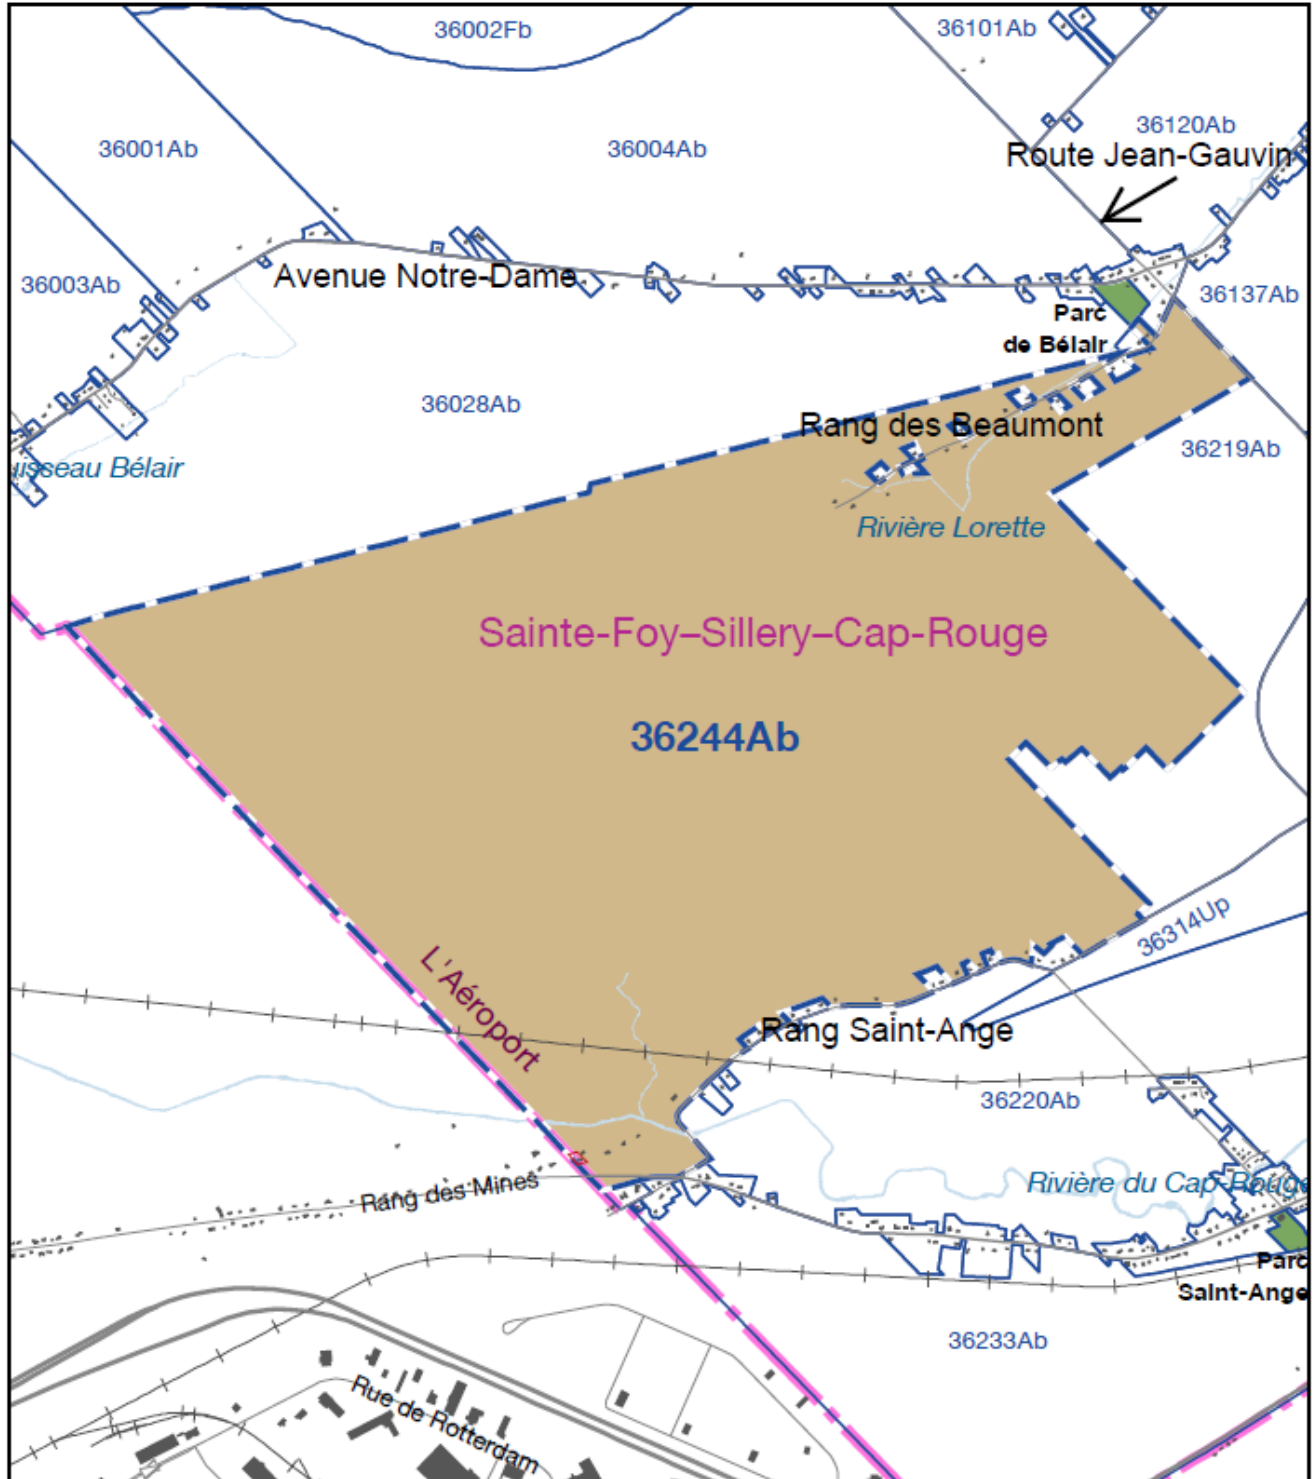 36002Fb
36101Ab
36001Ab
36004Ab
36120Ab
Route Jean-Gauvin
36003Ab
Avenue Notre-Dame
36137Ab
Parc
de Bélair
36028Ab
Rang des Beaumont
36219Ab
uisseau Bélair
Rivière Lorette
Sainte-Foy–Sillery–Cap-Rouge
36244Ab
36314Up
L'Aéroport
Rang Saint-Ange
36220Ab
Rang des Mines
Rivière du Cap-Rouge
Parc
Saint-Ange
36233Ab
Rue de Rotterdam